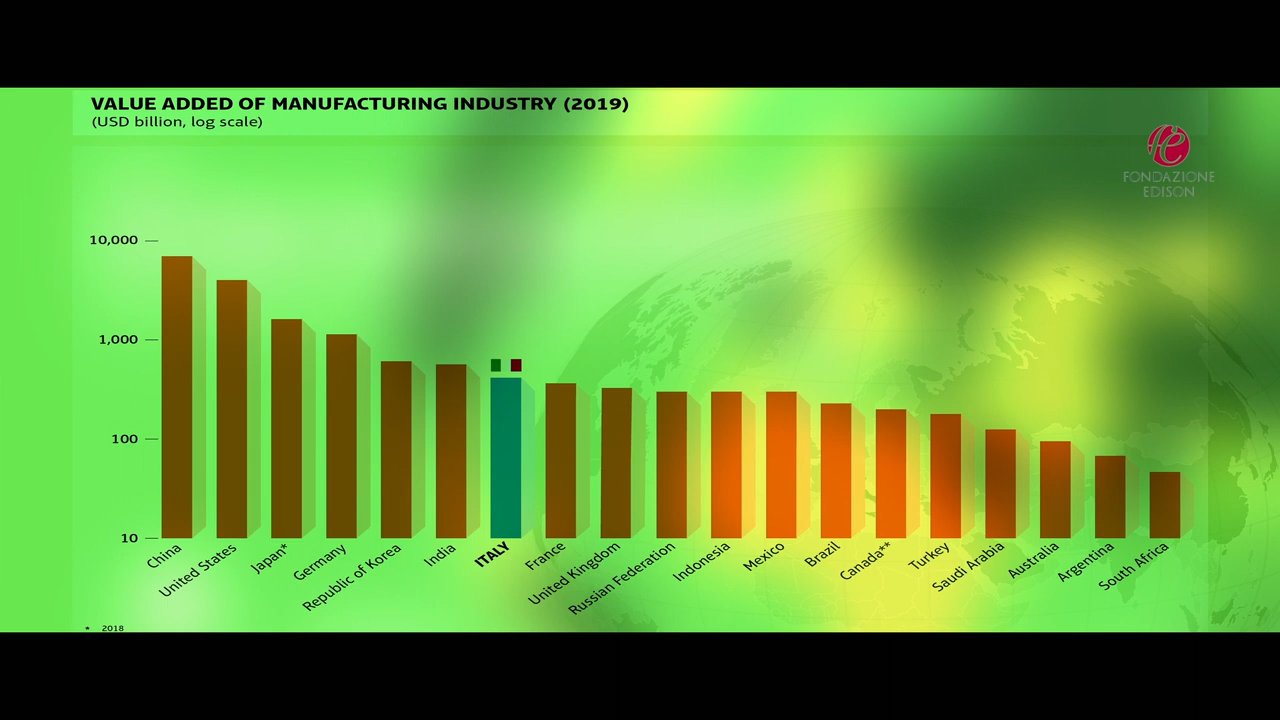 VALUE ADDED OF MANUFACTURING INDUSTRY (2019)
(USD billion, log scale)
FONDAZIONE
EDISON
10,000
1,000
100
10
China
United States
Japan*
Germany
Republic of Korea
India
ITALY
France
United Kingdom
Russian Federation
Indonesia
Mexico
Brazil
Canada**
Turkey
Saudi Arabia
Australia
Argentina
South Africa
* 2018